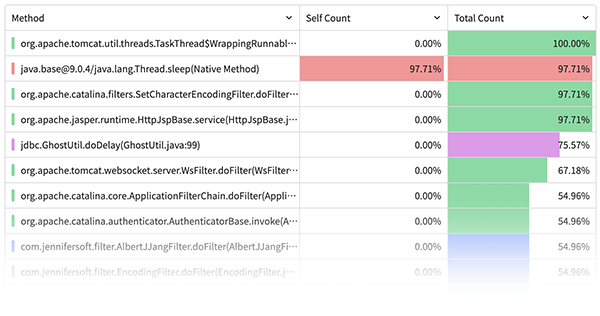 Method Self Count Total Count
org.apache.tomcat.util.threads.TaskThread$WrappingRunnabl... 0.00% 100.00%
java.base@9.0.4/java.lang.Thread.sleep(Native Method) 97.71% 97.71%
org.apache.catalina.filters.SetCharacterEncodingFilter.doFilter... 0.00% 97.71%
org.apache.jasper.runtime.HttpJspBase.service(HttpJspBase.j... 0.00% 97.71%
jdbc.GhostUtil.doDelay(GhostUtil.java:99) 0.00% 75.57%
org.apache.tomcat.websocket.server.WsFilter.doFilter(WsFilter... 0.00% 67.18%
org.apache.catalina.core.ApplicationFilterChain.doFilter(Appli... 0.00% 54.96%
org.apache.catalina.authenticator.AuthenticatorBase.invoke(A... 0.00% 54.96%
com.jennifersoft.filter.AlbertJJangFilter.doFilter(AlbertJJangFi... 0.00% 54.96%
com.jennifersoft.filter.EncodingFilter.doFilter(EncodingFilter.j... 0.00% 54.96%